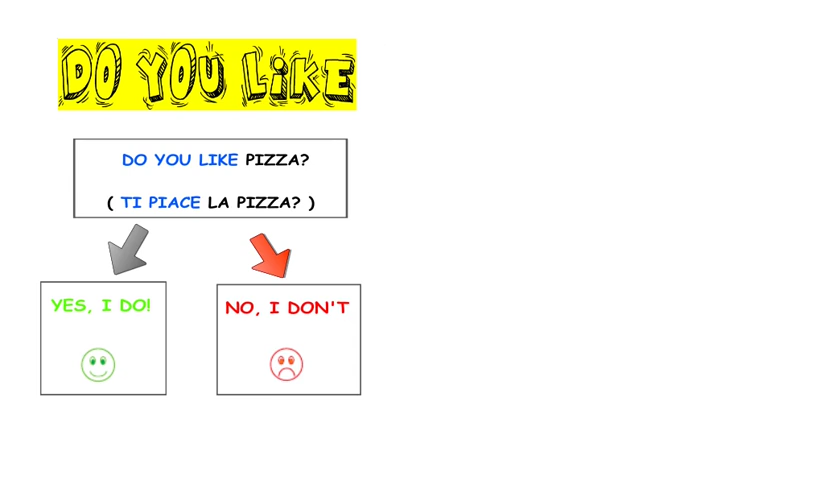 DO YOU LIKE
DO YOU LIKE PIZZA?
( TI PIACE LA PIZZA? )
YES, I DO!
NO, I DON'T